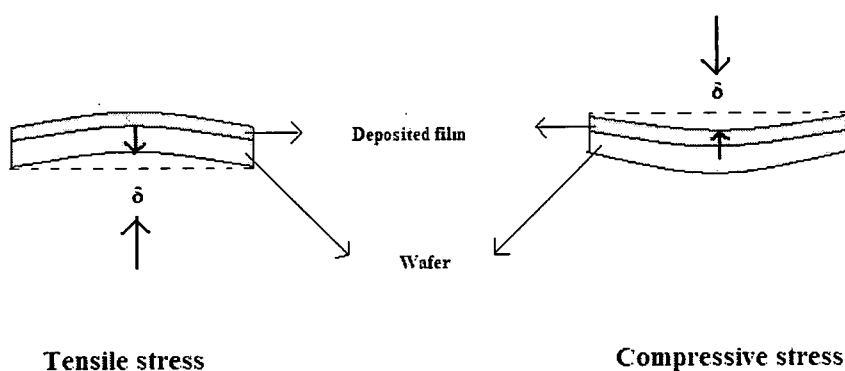 δ
Deposited film
δ
Wafer
Tensile stress
Compressive stress